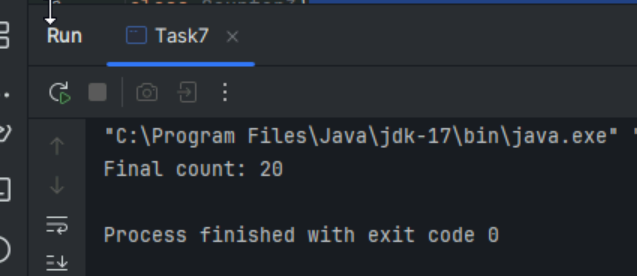 Run Task7
"C:\Program Files\Java\jdk-17\bin\java.exe"
Final count: 20
Process finished with exit code 0